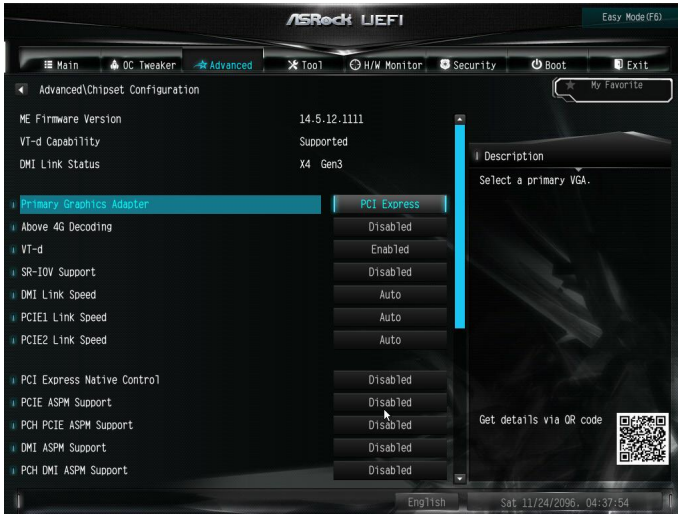 ASRock UEFI
Easy Mode(F6)
Main
OC Tweaker
Advanced
Tool
H/W Monitor
Security
Boot
Exit
Advanced\Chipset Configuration
My Favorite
ME Firmware Version 14.5.12.1111
VT-d Capability Supported
DMI Link Status X4 Gen3
Description
Select a primary VGA.
Primary Graphics Adapter PCI Express
Above 4G Decoding Disabled
VT-d Enabled
SR-IOV Support Disabled
DMI Link Speed Auto
PCIE1 Link Speed Auto
PCIE2 Link Speed Auto
PCI Express Native Control Disabled
PCIE ASPM Support Disabled
PCH PCIE ASPM Support Disabled
DMI ASPM Support Disabled
PCH DMI ASPM Support Disabled
Get details via QR code
English
Sat 11/24/2096. 04:37:54